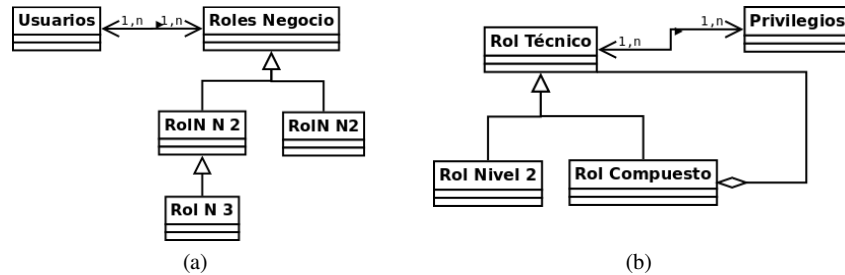 Usuarios
1,n
1,n
Roles Negocio
RolN N 2
RolN N2
Rol N 3
(a)
Rol Técnico
1,n
1,n
Privilegios
Rol Nivel 2
Rol Compuesto
(b)